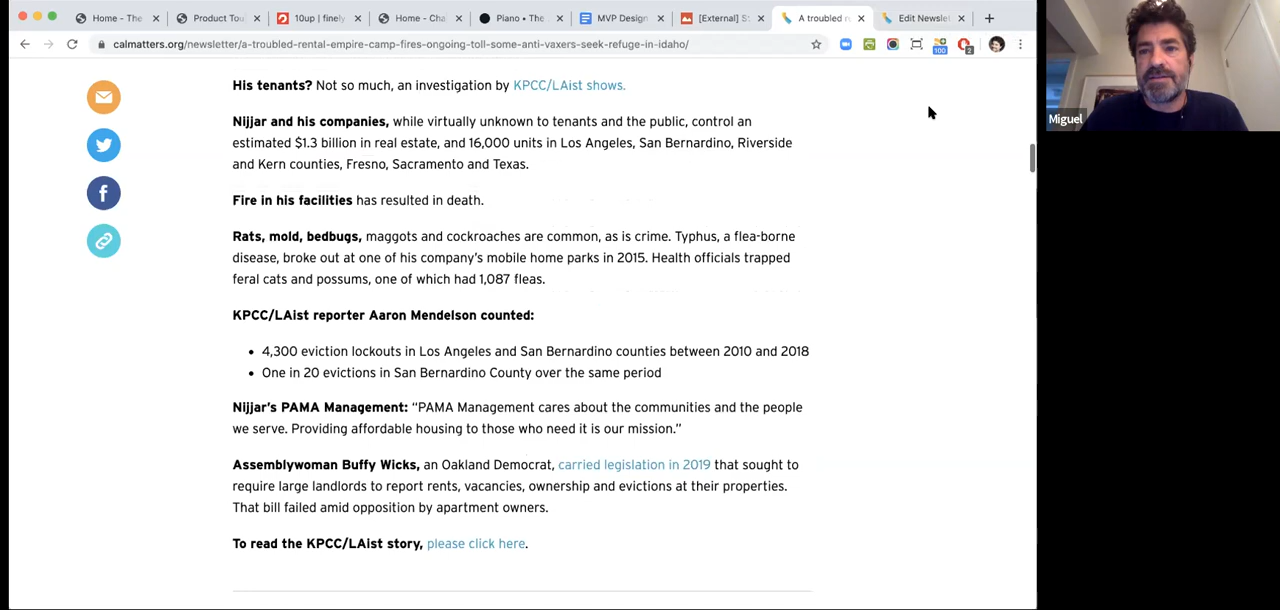 Home - The
Product Tou
10up | finely
Home - Cha
Piano • The
MVP Design
[External] S
A troubled r
Edit Newsle
calmatters.org/newsletter/a-troubled-rental-empire-camp-fires-ongoing-toll-some-anti-vaxers-seek-refuge-in-idaho/
100
2
Miguel
His tenants? Not so much, an investigation by KPCC/LAist shows.
Nijjar and his companies, while virtually unknown to tenants and the public, control an
estimated $1.3 billion in real estate, and 16,000 units in Los Angeles, San Bernardino, Riverside
and Kern counties, Fresno, Sacramento and Texas.
Fire in his facilities has resulted in death.
Rats, mold, bedbugs, maggots and cockroaches are common, as is crime. Typhus, a flea-borne
disease, broke out at one of his company's mobile home parks in 2015. Health officials trapped
feral cats and possums, one of which had 1,087 fleas.
KPCC/LAist reporter Aaron Mendelson counted:
• 4,300 eviction lockouts in Los Angeles and San Bernardino counties between 2010 and 2018
• One in 20 evictions in San Bernardino County over the same period
Nijjar's PAMA Management: “PAMA Management cares about the communities and the people
we serve. Providing affordable housing to those who need it is our mission.”
Assemblywoman Buffy Wicks, an Oakland Democrat, carried legislation in 2019 that sought to
require large landlords to report rents, vacancies, ownership and evictions at their properties.
That bill failed amid opposition by apartment owners.
To read the KPCC/LAist story, please click here.